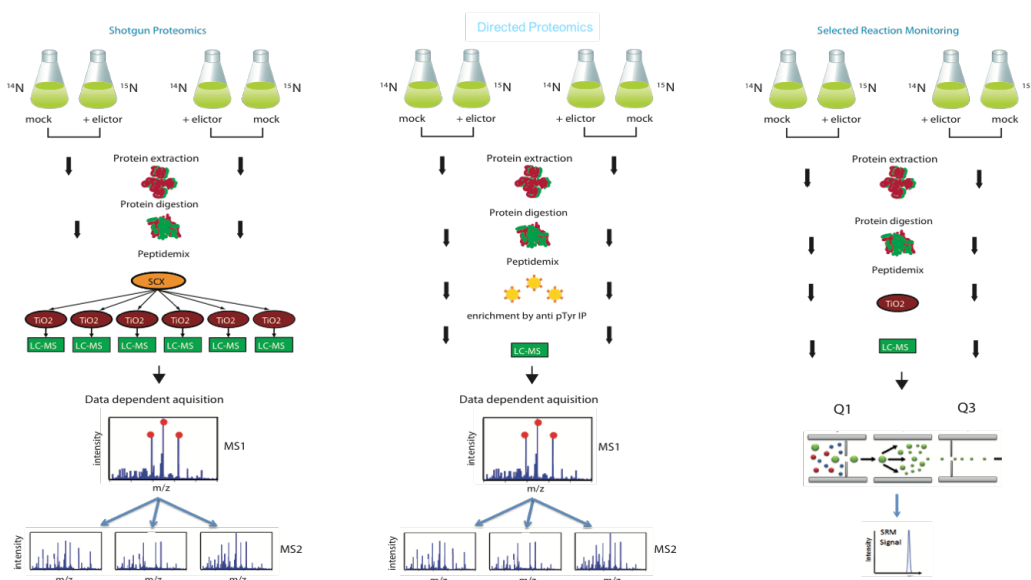 Shotgun Proteomics
14N
15N
14N
15N
mock
+ elictor
+ elictor
mock
Protein extraction
Protein digestion
Peptidemix
SCX
TiO2 TiO2 TiO2 TiO2 TiO2 TiO2
LC-MS LC-MS LC-MS LC-MS LC-MS LC-MS
Data dependent aquisition
intensity
MS1
m/z
MS2
m/z
Directed Proteomics
14N
15N
14N
15N
mock
+ elictor
+ elictor
mock
Protein extraction
Protein digestion
Peptidemix
enrichment by anti pTyr IP
LC-MS
Data dependent aquisition
intensity
MS1
m/z
MS2
m/z
Selected Reaction Monitoring
14N
15N
14N
15
mock
+ elictor
+ elictor
mock
Protein extraction
Protein digestion
Peptidemix
TiO2
LC-MS
Q1
Q3
SRM
Signal
intensity